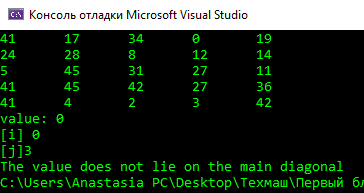 Консоль отладки Microsoft Visual Studio
41 17 34 0 19
24 28 8 12 14
5 45 31 27 11
41 45 42 27 36
41 4 2 3 42
value: 0
[i] 0
[j]3
The value does not lie on the main diagonal
C:\Users\Anastasia PC\Desktop\Техмаш\Первый